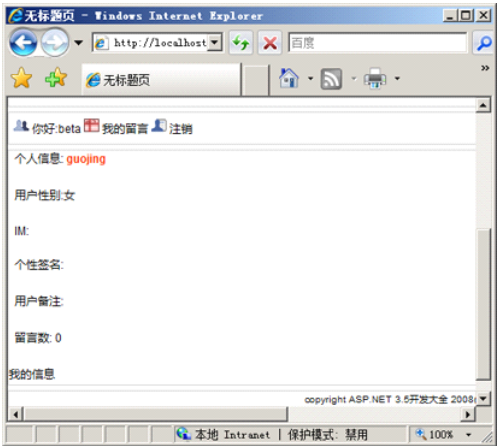 无标题页 - Windows Internet Explorer
http://localhost
百度
无标题页
»
你好:beta 我的留言 注销
个人信息: guojing
用户性别:女
IM:
个性签名:
用户备注:
留言数: 0
我的信息
copyright ASP.NET 3.5开发大全 2008
本地 Intranet | 保护模式: 禁用
100%